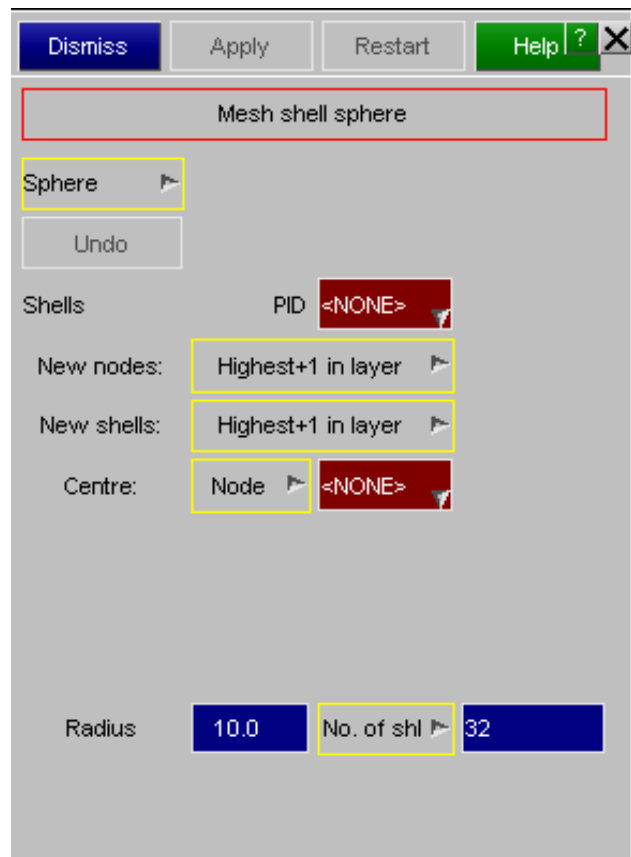 Dismiss Apply Restart Help ? X
Mesh shell sphere
Sphere
Undo
Shells PID <NONE>
New nodes: Highest+1 in layer
New shells: Highest+1 in layer
Centre: Node <NONE>
Radius 10.0 No. of shl 32